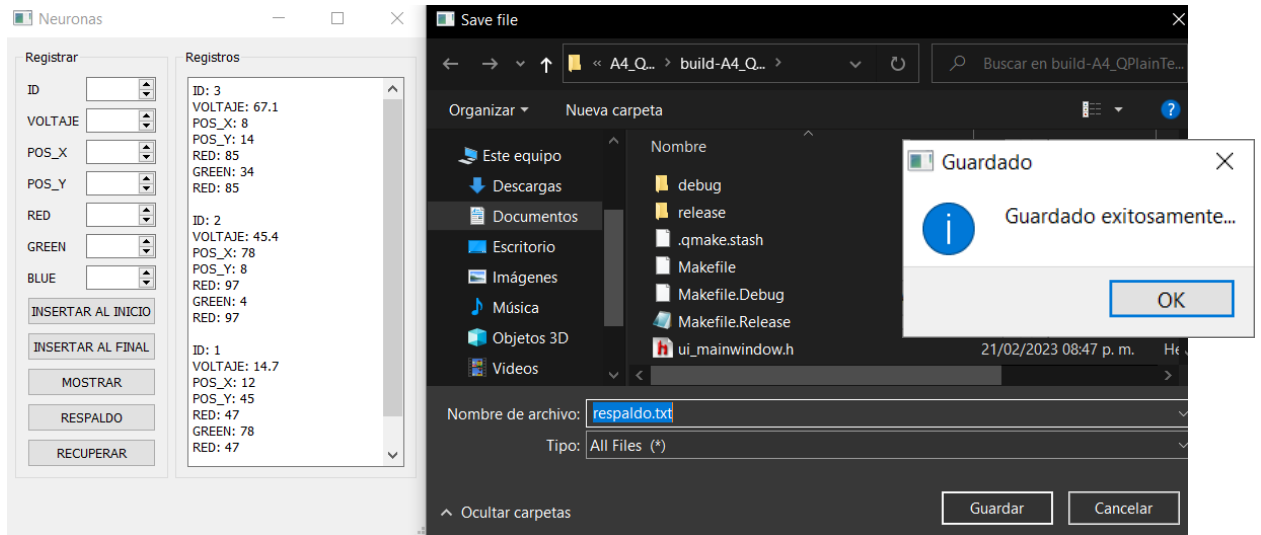 Neuronas
Registrar
ID
VOLTAJE
POS_X
POS_Y
RED
GREEN
BLUE
INSERTAR AL INICIO
INSERTAR AL FINAL
MOSTRAR
RESPALDO
RECUPERAR
Registros
ID: 3
VOLTAJE: 67.1
POS_X: 8
POS_Y: 14
RED: 85
GREEN: 34
RED: 85
ID: 2
VOLTAJE: 45.4
POS_X: 78
POS_Y: 8
RED: 97
GREEN: 4
RED: 97
ID: 1
VOLTAJE: 14.7
POS_X: 12
POS_Y: 45
RED: 47
GREEN: 78
RED: 47
Save file
« A4_Q... › build-A4_Q... ›
Buscar en build-A4_QPlainTe...
Organizar
Nueva carpeta
Este equipo
Descargas
Documentos
Escritorio
Imágenes
Música
Objetos 3D
Videos
Nombre
debug
release
.qmake.stash
Makefile
Makefile.Debug
Makefile.Release
ui_mainwindow.h 21/02/2023 08:47 p. m.
Guardado
Guardado exitosamente...
OK
Nombre de archivo: respaldo.txt
Tipo: All Files (*)
Ocultar carpetas
Guardar
Cancelar